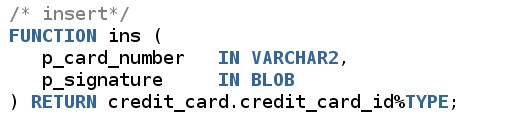 /* insert*/
FUNCTION ins (
   p_card_number   IN VARCHAR2,
   p_signature     IN BLOB
) RETURN credit_card.credit_card_id%TYPE;